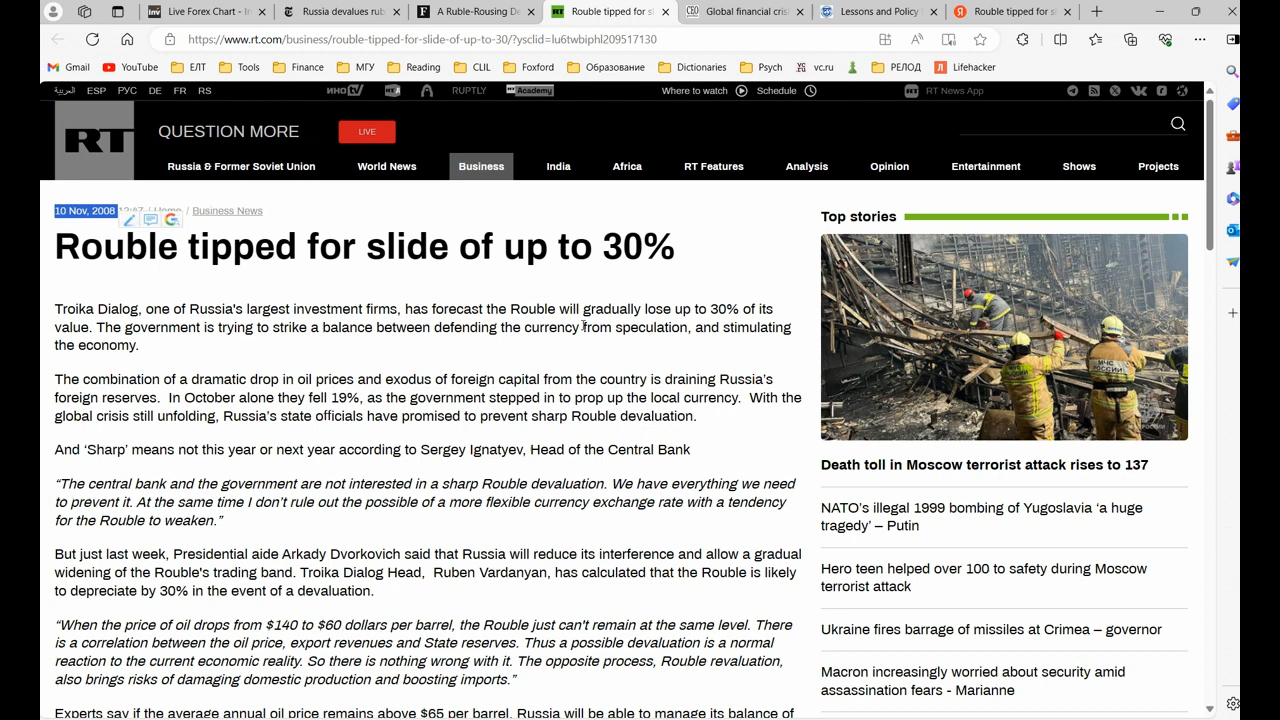 Live Forex Chart - In
Russia devalues rub
A Ruble-Rousing De
Rouble tipped for sl
Global financial crisi
Lessons and Policy
Rouble tipped for sl
https://www.rt.com/business/rouble-tipped-for-slide-of-up-to-30/?ysclid=lu6twbiphl209517130
Gmail YouTube ЕЛТ Tools Finance МГУ Reading CLIL Foxford Образование Dictionaries Psych vc.ru РЕЛОД Lifehacker
العربية ESP РУС DE FR RS ИНОTV RUPTLY Academy Where to watch Schedule RT News App
RT QUESTION MORE LIVE
Russia & Former Soviet Union World News Business India Africa RT Features Analysis Opinion Entertainment Shows Projects
10 Nov, 2008 / Home / Business News
Rouble tipped for slide of up to 30%
Troika Dialog, one of Russia's largest investment firms, has forecast the Rouble will gradually lose up to 30% of its
value. The government is trying to strike a balance between defending the currency from speculation, and stimulating
the economy.
The combination of a dramatic drop in oil prices and exodus of foreign capital from the country is draining Russia’s
foreign reserves. In October alone they fell 19%, as the government stepped in to prop up the local currency. With the
global crisis still unfolding, Russia’s state officials have promised to prevent sharp Rouble devaluation.
And ‘Sharp’ means not this year or next year according to Sergey Ignatyev, Head of the Central Bank
“The central bank and the government are not interested in a sharp Rouble devaluation. We have everything we need
to prevent it. At the same time I don’t rule out the possible of a more flexible currency exchange rate with a tendency
for the Rouble to weaken.”
But just last week, Presidential aide Arkady Dvorkovich said that Russia will reduce its interference and allow a gradual
widening of the Rouble's trading band. Troika Dialog Head, Ruben Vardanyan, has calculated that the Rouble is likely
to depreciate by 30% in the event of a devaluation.
“When the price of oil drops from $140 to $60 dollars per barrel, the Rouble just can't remain at the same level. There
is a correlation between the oil price, export revenues and State reserves. Thus a possible devaluation is a normal
reaction to the current economic reality. So there is nothing wrong with it. The opposite process, Rouble revaluation,
also brings risks of damaging domestic production and boosting imports.”
Experts say if the average annual oil price remains above $65 per barrel, Russia will be able to manage its balance of
Top stories
МЧС РОССИИ
Death toll in Moscow terrorist attack rises to 137
NATO’s illegal 1999 bombing of Yugoslavia ‘a huge
tragedy’ – Putin
Hero teen helped over 100 to safety during Moscow
terrorist attack
Ukraine fires barrage of missiles at Crimea – governor
Macron increasingly worried about security amid
assassination fears - Marianne